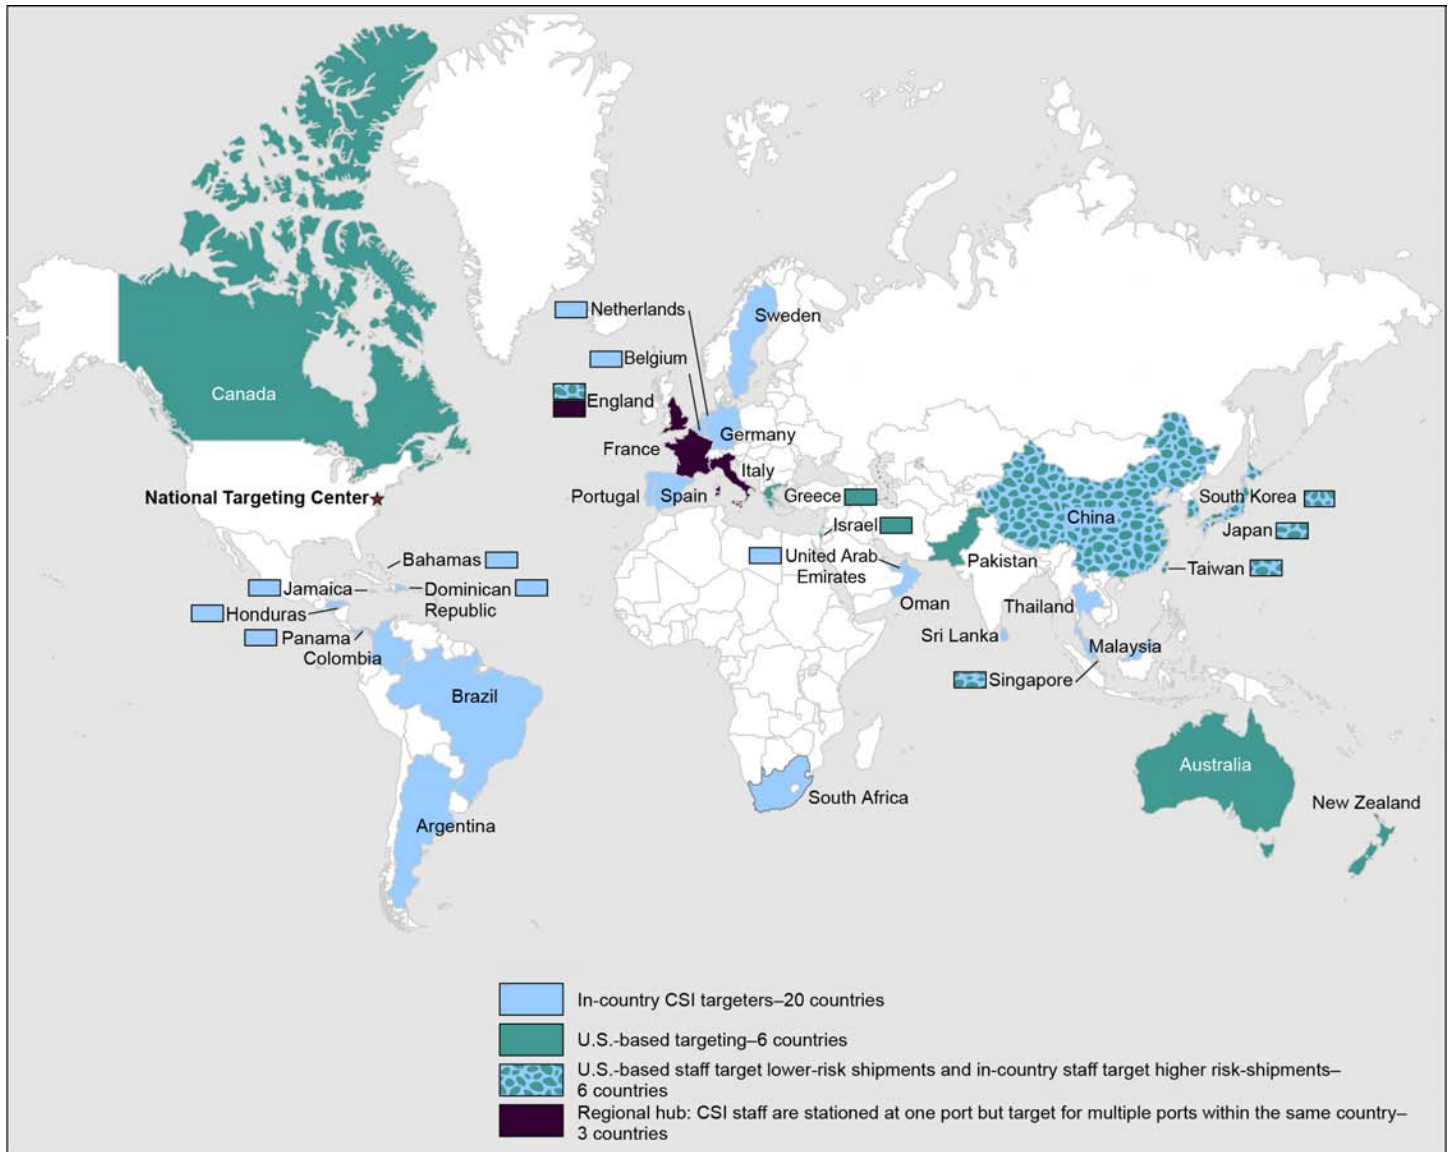 Canada
National Targeting Center
Netherlands
Sweden
Belgium
England
Germany
France
Italy
Portugal
Spain
Greece
Israel
China
South Korea
Japan
Taiwan
Bahamas
Jamaica
Dominican
Republic
Honduras
Panama
Colombia
Brazil
Argentina
United Arab
Emirates
Oman
Pakistan
Thailand
Sri Lanka
Malaysia
Singapore
South Africa
Australia
New Zealand
In-country CSI targeters–20 countries
U.S.-based targeting–6 countries
U.S.-based staff target lower-risk shipments and in-country staff target higher risk-shipments–
6 countries
Regional hub: CSI staff are stationed at one port but target for multiple ports within the same country–
3 countries